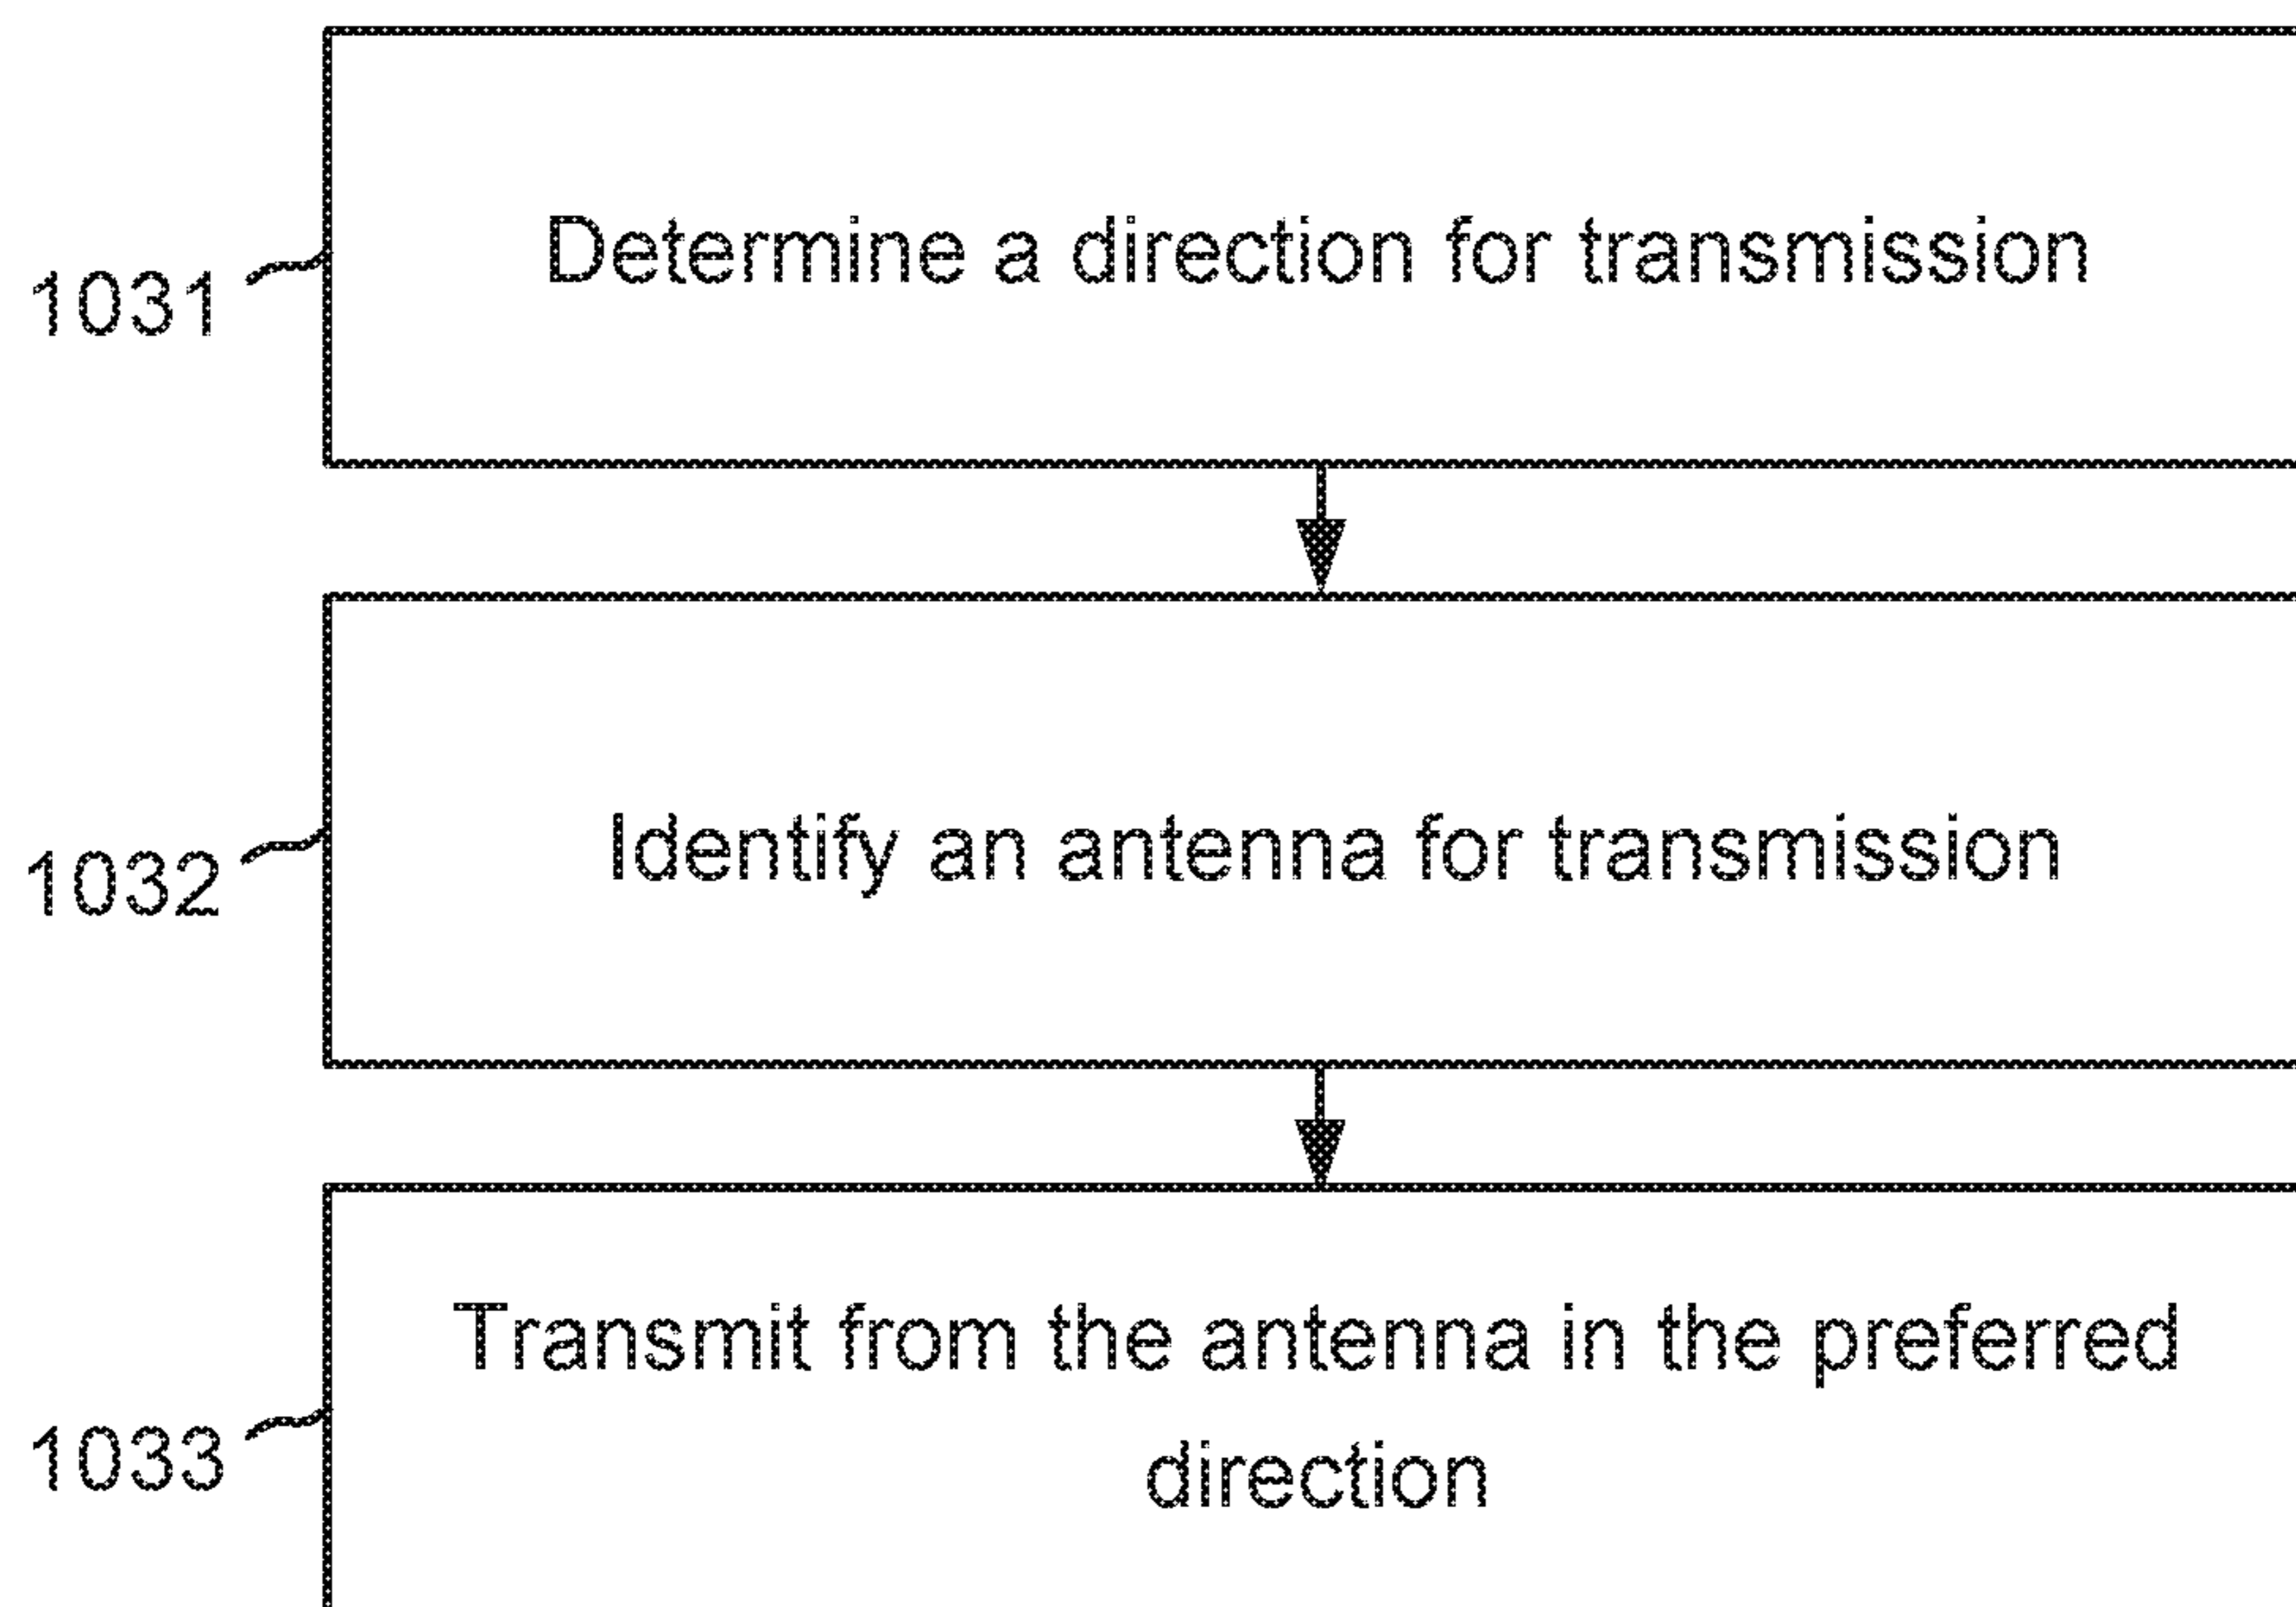 Determine a direction for transmission
1031
Identify an antenna for transmission
1032
Transmit from the antenna in the preferred
direction
1033